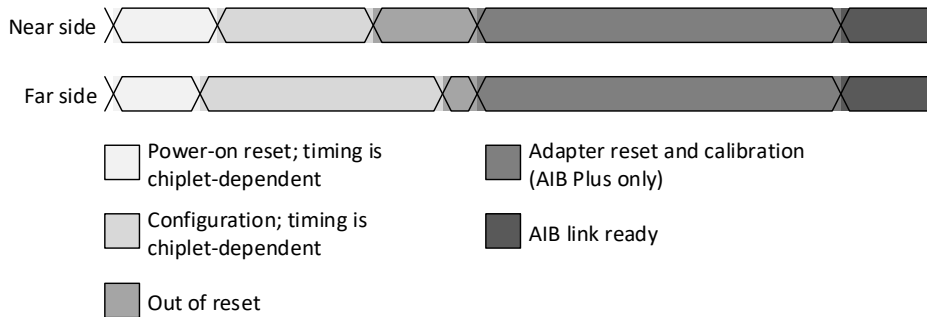 Near side
Far side
Power-on reset; timing is
chiplet-dependent
Configuration; timing is
chiplet-dependent
Out of reset
Adapter reset and calibration
(AIB Plus only)
AIB link ready